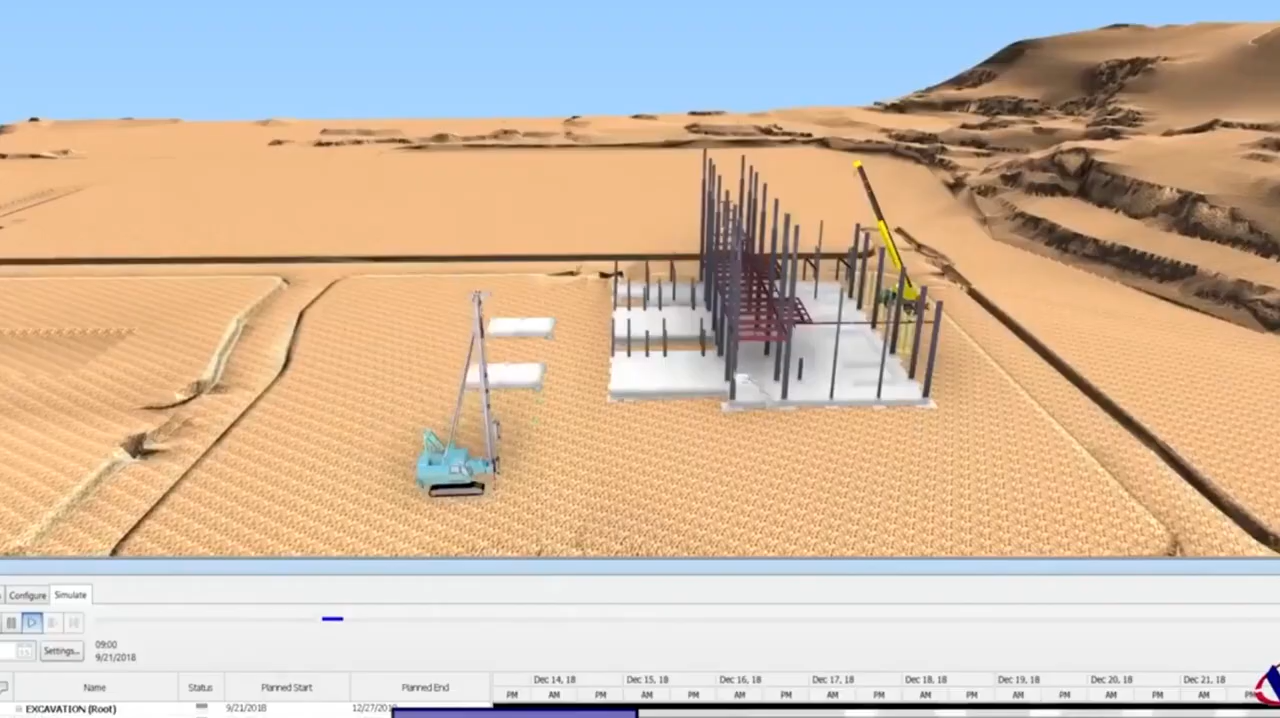 Configure Simulate
Settings...
09:00
9/21/2018
Name Status Planned Start Planned End
Dec 14, 18 Dec 15, 18 Dec 16, 18 Dec 17, 18 Dec 18, 18 Dec 19, 18 Dec 20, 18 Dec 21, 18
PM AM PM AM PM AM PM AM PM AM PM AM PM AM PM AM PM
EXCAVATION (Root) 9/21/2018 12/27/2018